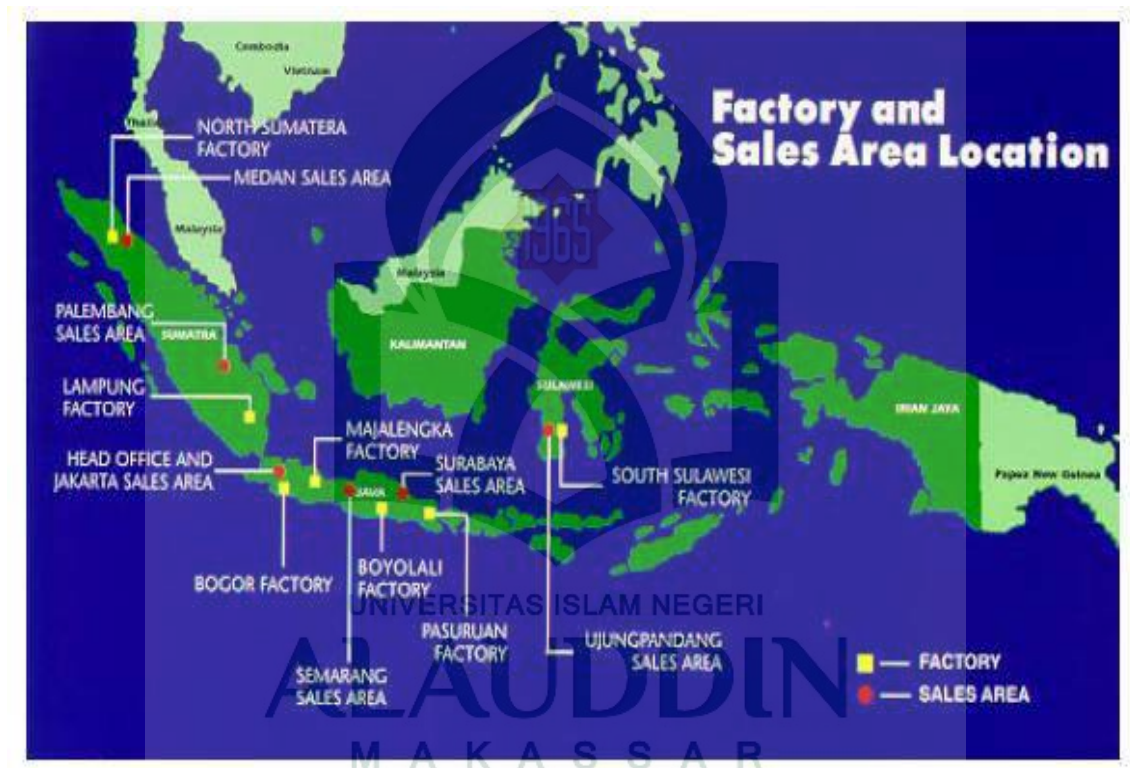 Factory and
Sales Area Location
Cambodia
Vietnam
Thailand
NORTH SUMATERA
FACTORY
MEDAN SALES AREA
Malaysia
1965
Malaysia
PALEMBANG
SALES AREA
SUMATRA
KALIMANTAN
LAMPUNG
FACTORY
SULAWESI
IRIAN JAYA
MAJALENGKA
FACTORY
HEAD OFFICE AND
JAKARTA SALES AREA
SURABAYA
SALES AREA
JAVA
SOUTH SULAWESI
FACTORY
Papua New Guinea
BOGOR FACTORY
BOYOLALI
FACTORY
UNIVERSITAS ISLAM NEGERI
PASURUAN
FACTORY
UJUNGPANDANG
SALES AREA
SEMARANG
SALES AREA
ALAUDDIN
FACTORY
SALES AREA
MAKASSAR